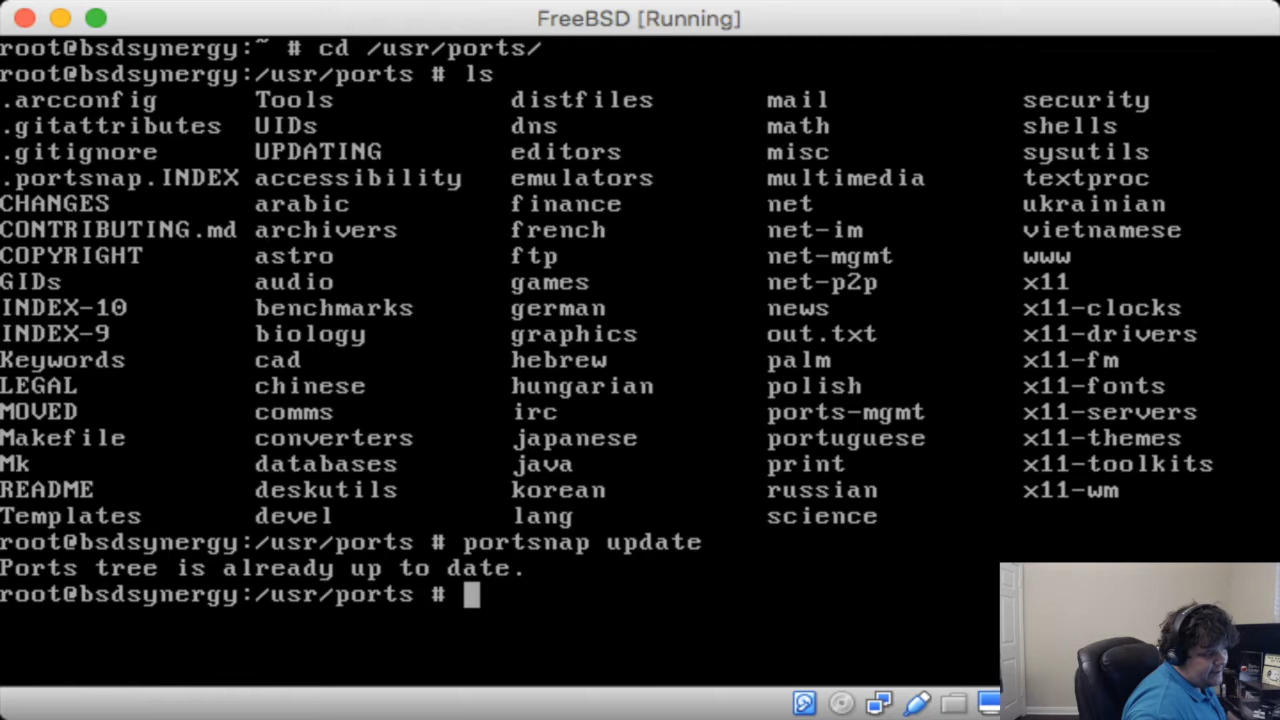 FreeBSD [Running]
root@bsdsynergy:~ # cd /usr/ports/
root@bsdsynergy:/usr/ports # ls
.arcconfig Tools distfiles mail security
.gitattributes UIDs dns math shells
.gitignore UPDATING editors misc sysutils
.portsnap.INDEX accessibility emulators multimedia textproc
CHANGES arabic finance net ukrainian
CONTRIBUTING.md archivers french net-im vietnamese
COPYRIGHT astro ftp net-mgmt www
GIDs audio games net-p2p x11
INDEX-10 benchmarks german news x11-clocks
INDEX-9 biology graphics out.txt x11-drivers
Keywords cad hebrew palm x11-fm
LEGAL chinese hungarian polish x11-fonts
MOVED comms irc ports-mgmt x11-servers
Makefile converters japanese portuguese x11-themes
Mk databases java print x11-toolkits
README deskutils korean russian x11-wm
Templates devel lang science
root@bsdsynergy:/usr/ports # portsnap update
Ports tree is already up to date.
root@bsdsynergy:/usr/ports #